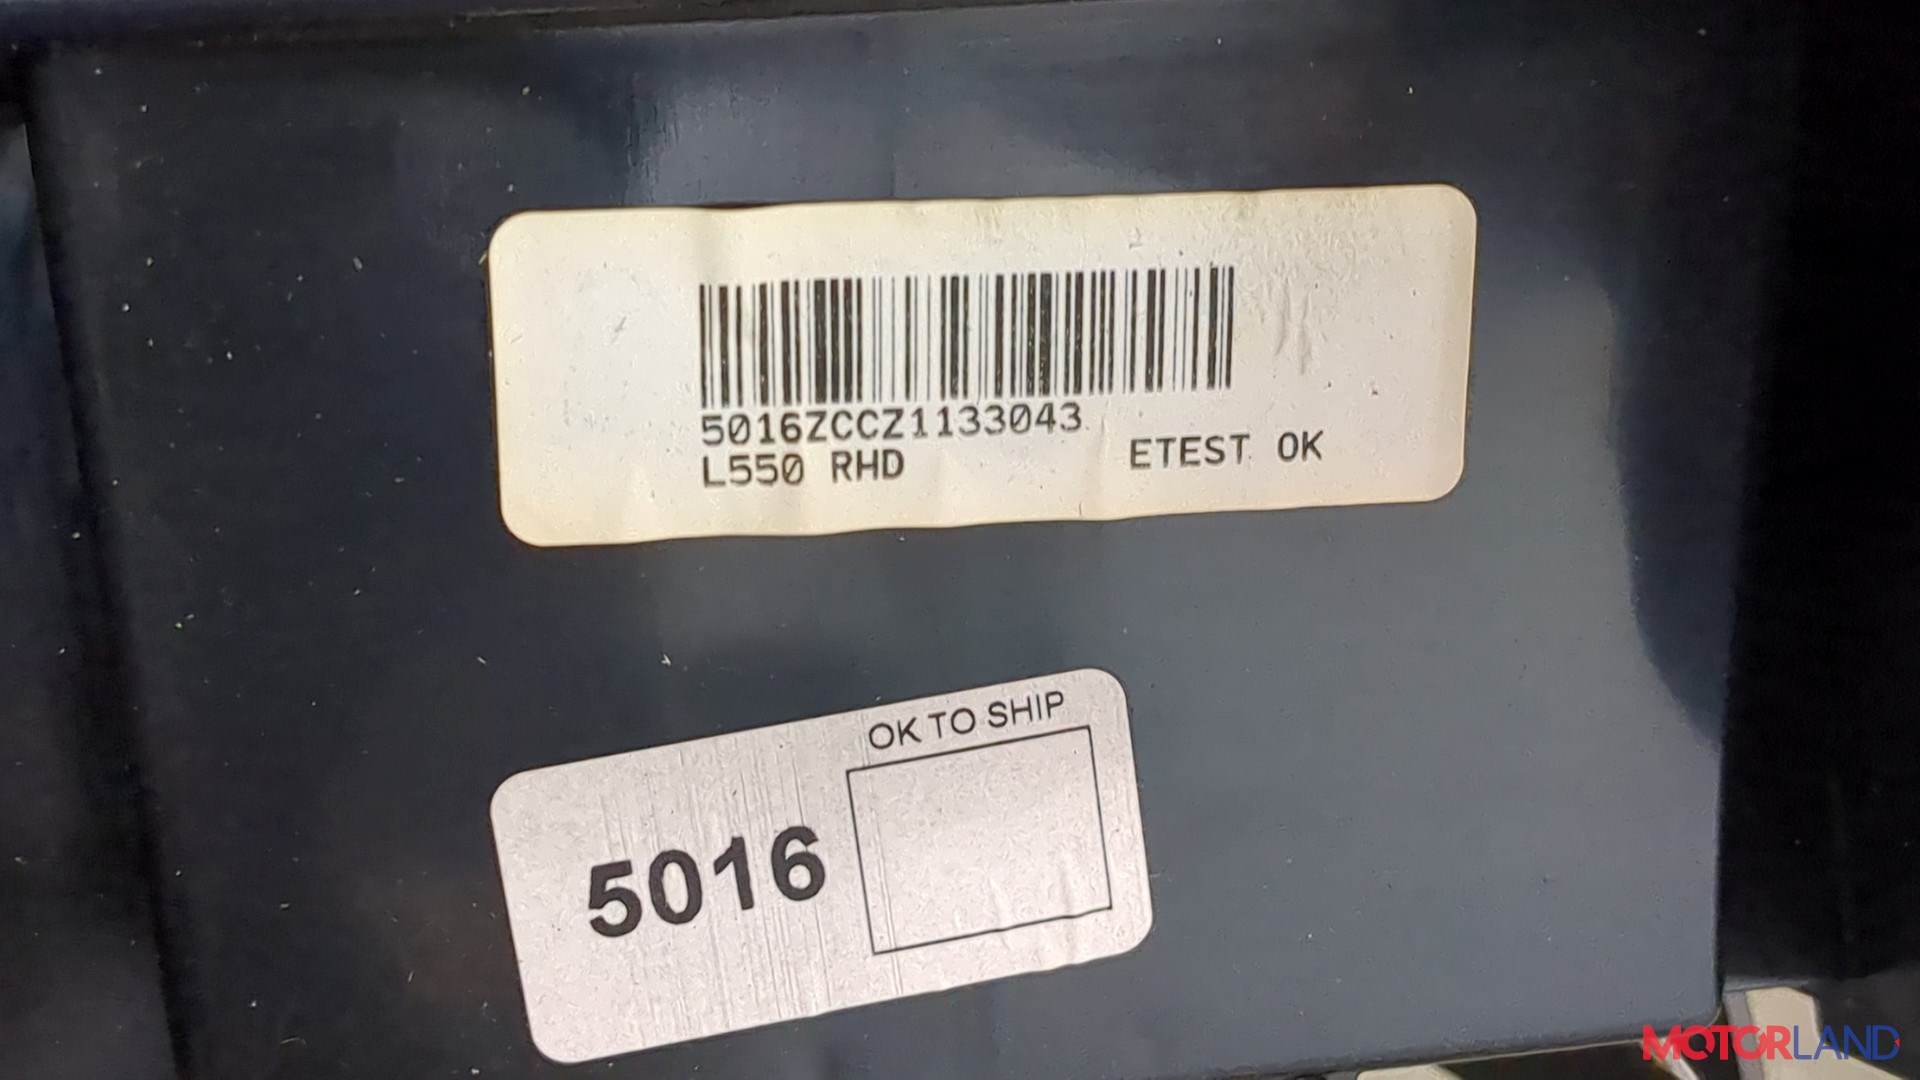 5016ZCCZ1133043
L550 RHD
ETEST OK
OK TO SHIP
5016
MOTORLAND